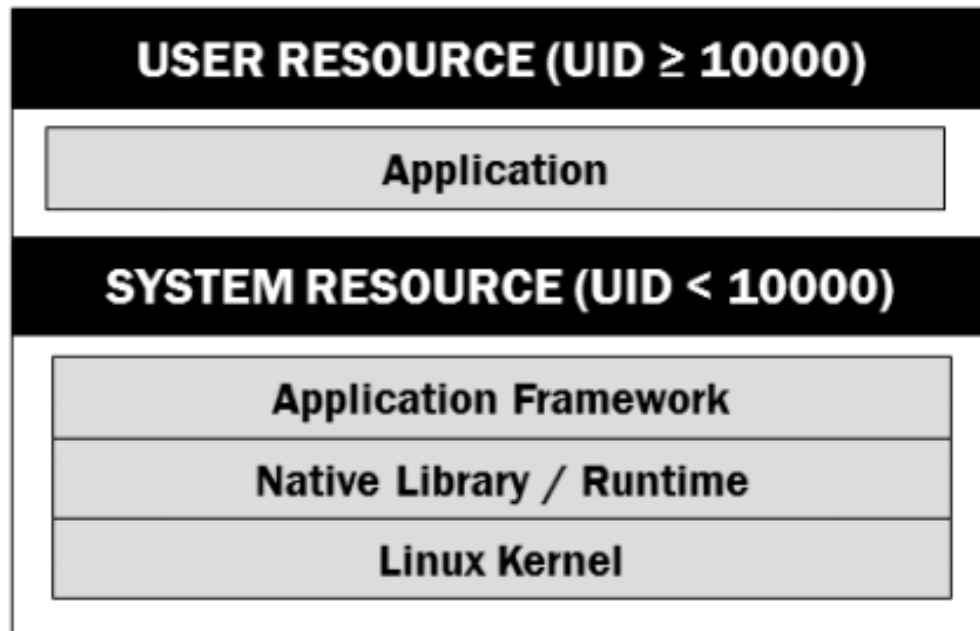 USER RESOURCE (UID ≥ 10000)
Application
SYSTEM RESOURCE (UID < 10000)
Application Framework
Native Library / Runtime
Linux Kernel